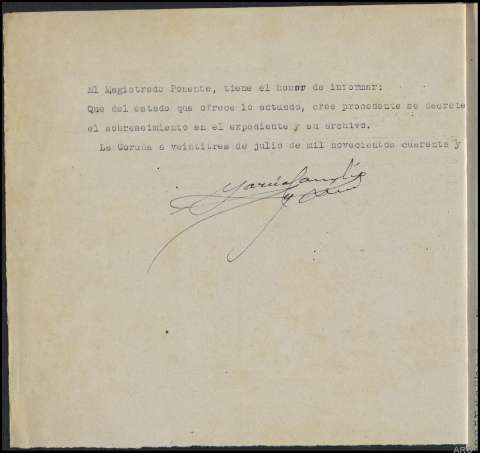 El Magistrado Ponente, tiene el honor de informar:
Que del estado que ofrece lo actuado, cree procedente se decrete
el sobreseimiento en el expediente y su archivo.
La Coruña a veintitres de julio de mil novecientos cuarenta y